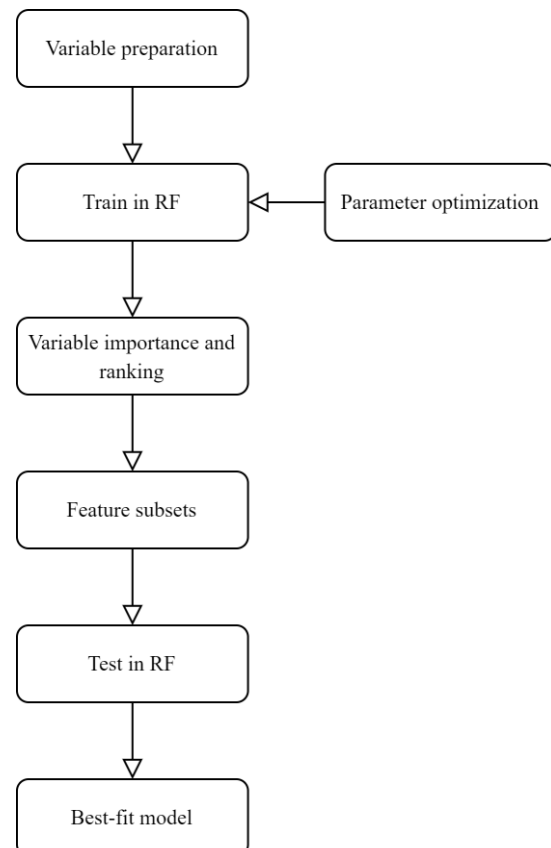 Variable preparation
Train in RF
Parameter optimization
Variable importance and
ranking
Feature subsets
Test in RF
Best-fit model